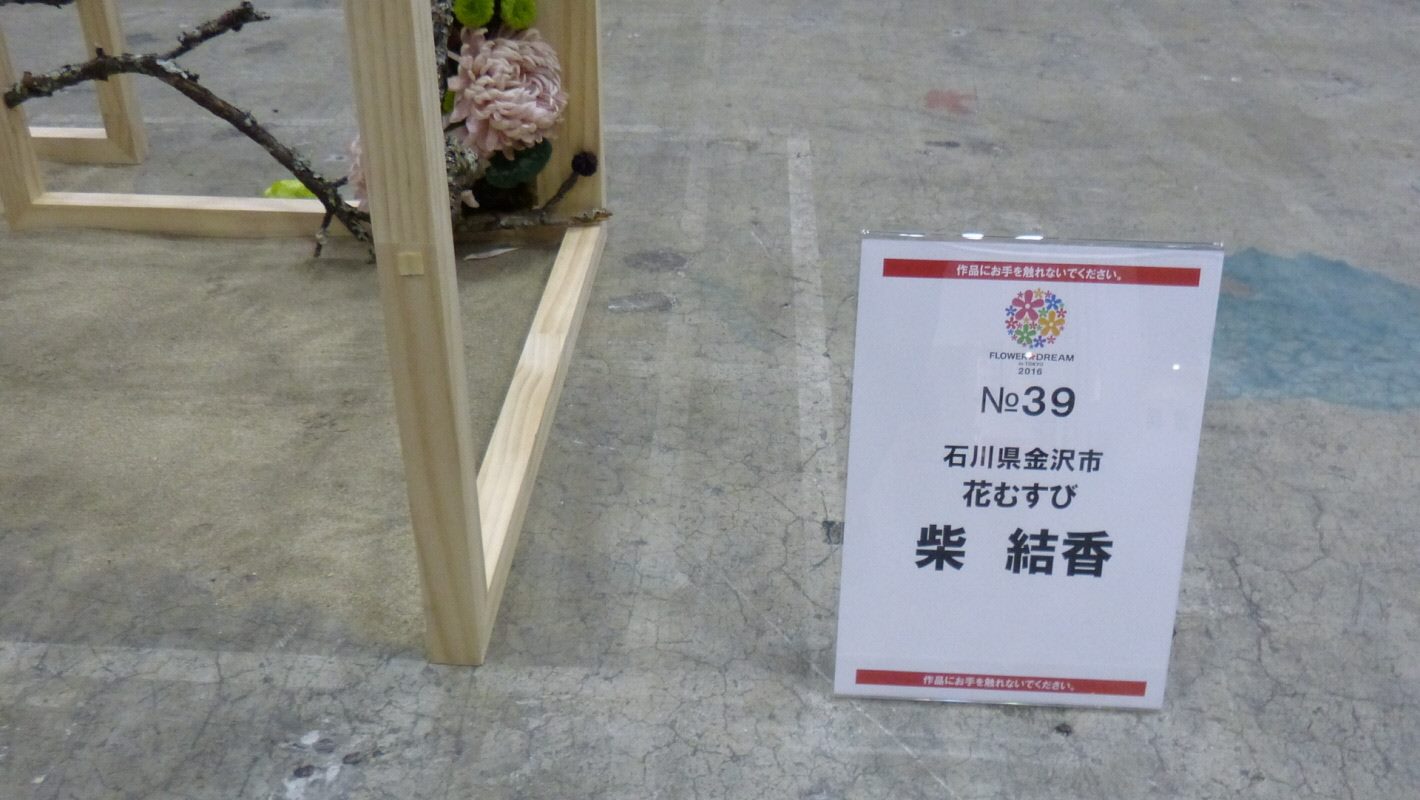 作品にお手を触れないでください。
FLOWER★DREAM
in TOKYO
2016
№39
石川県金沢市
花むすび
柴 結香
作品にお手を触れないでください。